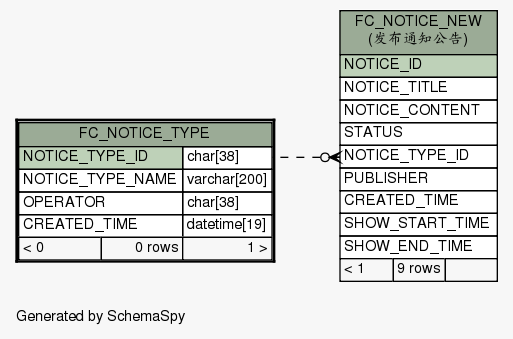 FC_NOTICE_NEW
(发布通知公告)
NOTICE_ID
NOTICE_TITLE
NOTICE_CONTENT
STATUS
NOTICE_TYPE_ID
PUBLISHER
CREATED_TIME
SHOW_START_TIME
SHOW_END_TIME
< 1 9 rows
FC_NOTICE_TYPE
NOTICE_TYPE_ID char[38]
NOTICE_TYPE_NAME varchar[200]
OPERATOR char[38]
CREATED_TIME datetime[19]
< 0 0 rows 1 >
Generated by SchemaSpy